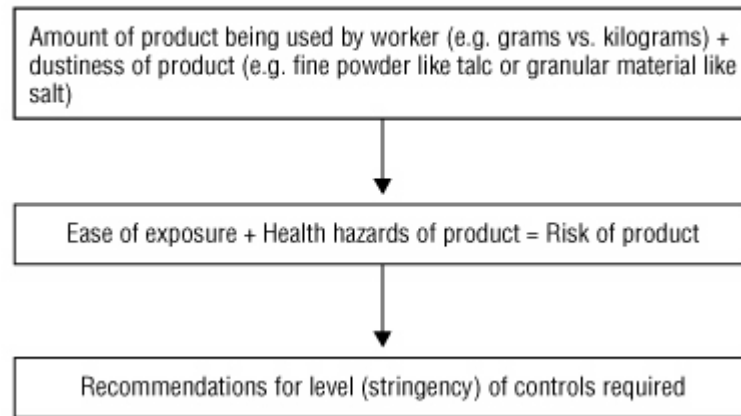 Amount of product being used by worker (e.g. grams vs. kilograms) +
dustiness of product (e.g. fine powder like talc or granular material like
salt)
Ease of exposure + Health hazards of product = Risk of product
Recommendations for level (stringency) of controls required